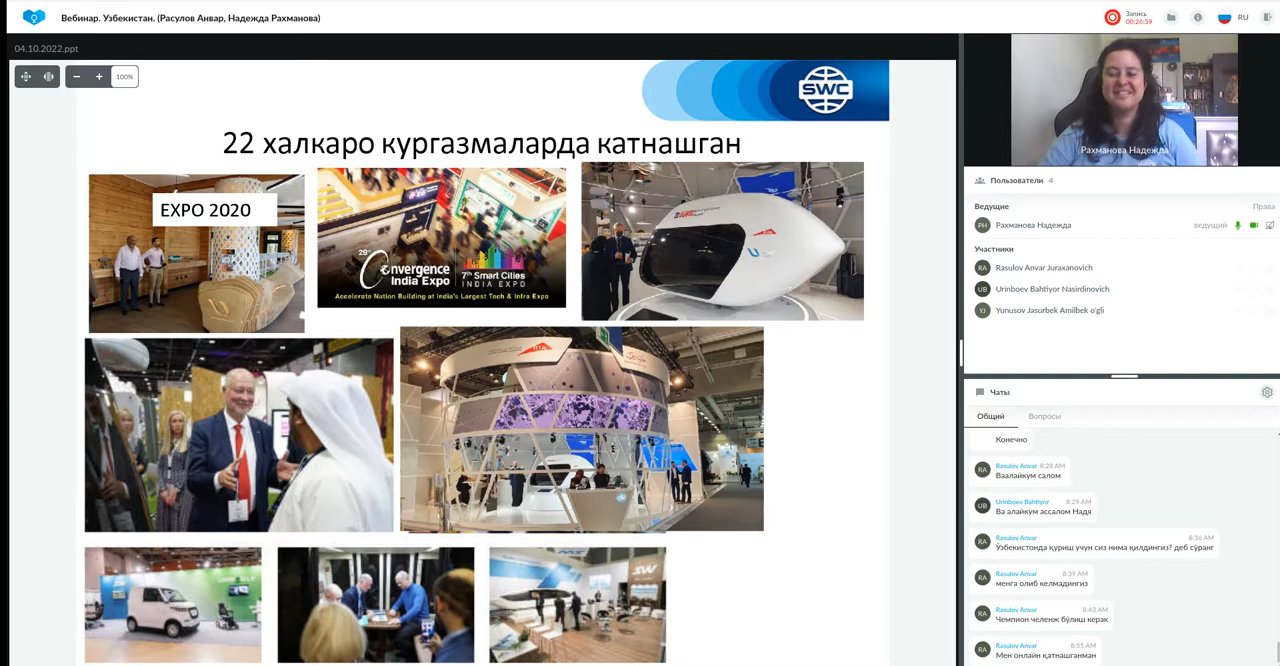 Вебинар. Узбекистан. (Расулов Анвар, Надежда Рахманова)
Запись
00:26:59
RU
04.10.2022.ppt
100%
SWC
22 халкаро кургазмаларда катнашган
EXPO 2020
29th Convergence India Expo
7th Smart Cities
INDIA EXPO
Accelerate Nation Building at India's Largest Tech & Infra Expo
RTA
Рахманова Надежда
Пользователи 4
Ведущие
Права
РН
Рахманова Надежда
ведущий
Участники
RA
Rasulov Anvar Juraxanovich
UB
Urinboev Bahtiyor Nasirdinovich
YJ
Yunusov Jasurbek Amilbek o'gli
Чаты
Общий
Вопросы
Конечно
RA
Rasulov Anvar 8:28 AM
Ваалайкум салом
UB
Urinboev Bahtiyor 8:29 AM
Ва алайкум ассалом Надя
RA
Rasulov Anvar 8:36 AM
Ўзбекистонда қуриш учун сиз нима қилдингиз? деб сўранг
RA
Rasulov Anvar 8:39 AM
менга олиб келмадингиз
RA
Rasulov Anvar 8:43 AM
Чемпион челенж бўлиш керак
RA
Rasulov Anvar 8:55 AM
Мен онлайн қатнашганман